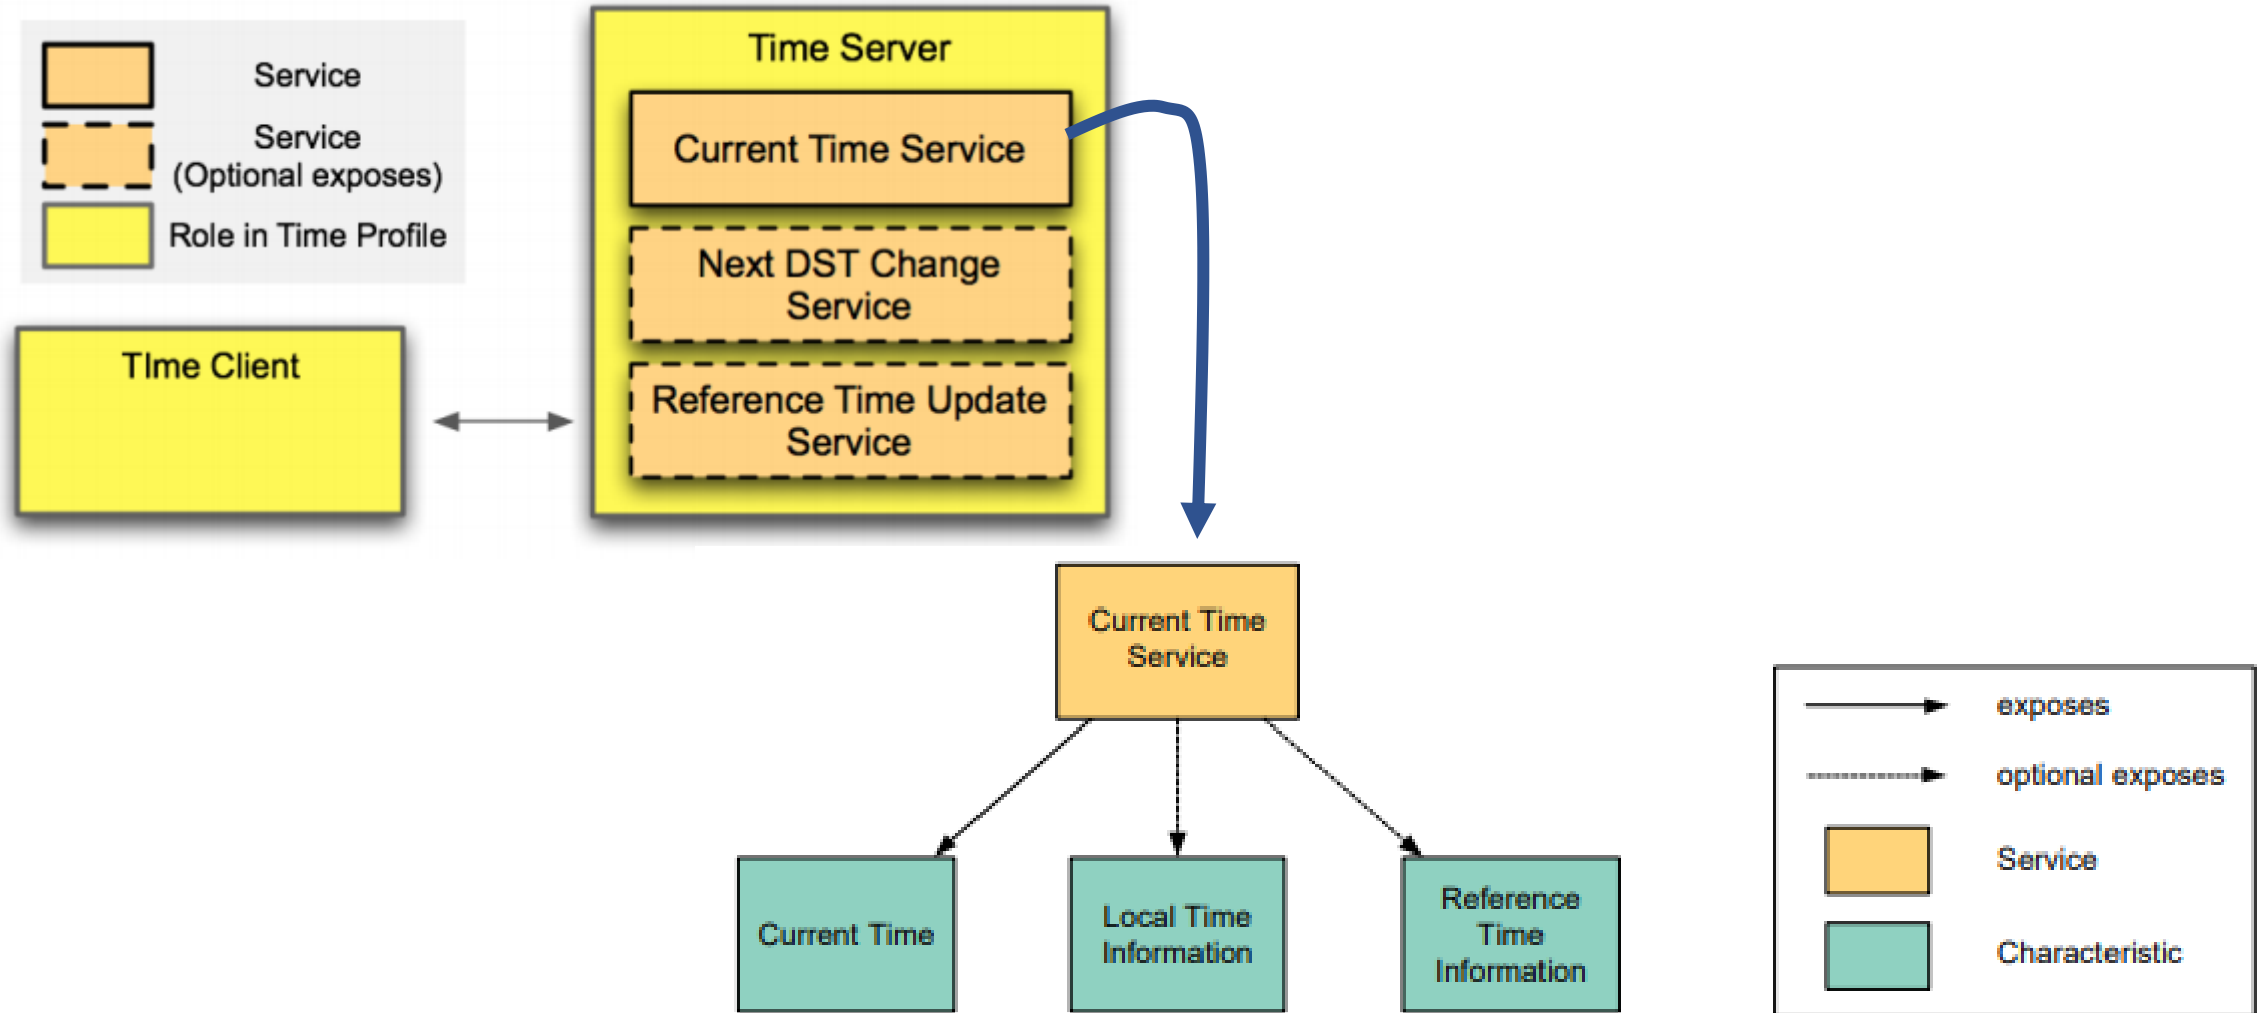 Service
Service
(Optional exposes)
Role in Time Profile
TIme Client
Time Server
Current Time Service
Next DST Change
Service
Reference Time Update
Service
Current Time
Service
Current Time
Local Time
Information
Reference
Time
Information
exposes
optional exposes
Service
Characteristic